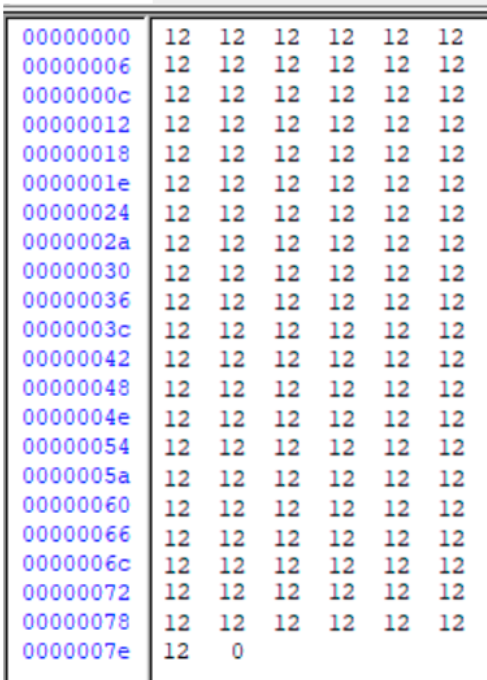 00000000 12 12 12 12 12 12
00000006 12 12 12 12 12 12
0000000c 12 12 12 12 12 12
00000012 12 12 12 12 12 12
00000018 12 12 12 12 12 12
0000001e 12 12 12 12 12 12
00000024 12 12 12 12 12 12
0000002a 12 12 12 12 12 12
00000030 12 12 12 12 12 12
00000036 12 12 12 12 12 12
0000003c 12 12 12 12 12 12
00000042 12 12 12 12 12 12
00000048 12 12 12 12 12 12
0000004e 12 12 12 12 12 12
00000054 12 12 12 12 12 12
0000005a 12 12 12 12 12 12
00000060 12 12 12 12 12 12
00000066 12 12 12 12 12 12
0000006c 12 12 12 12 12 12
00000072 12 12 12 12 12 12
00000078 12 12 12 12 12 12
0000007e 12 0